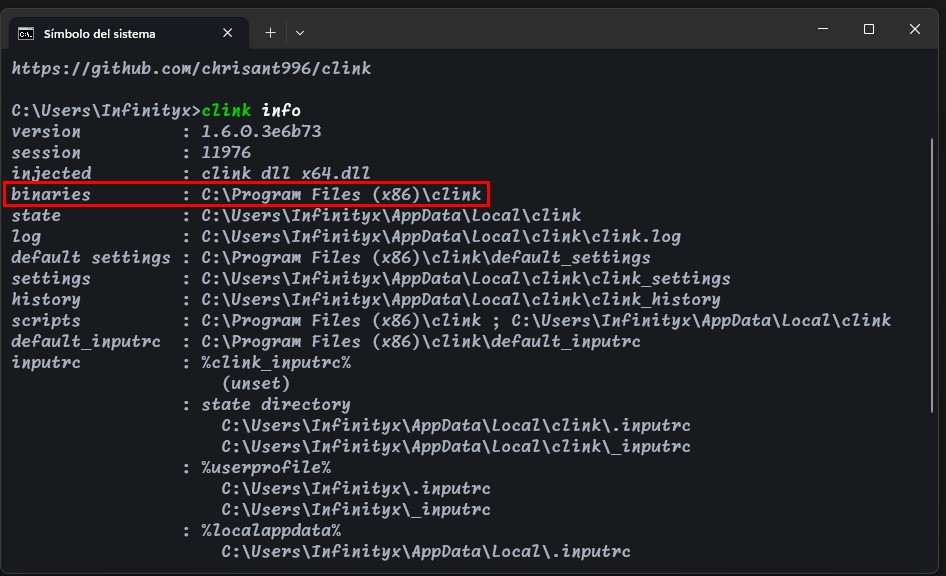 Símbolo del sistema
https://github.com/chrisant996/clink
C:\Users\Infinityx>clink info
version : 1.6.0.3e6b73
session : 11976
injected : clink_dll_x64.dll
binaries : C:\Program Files (x86)\clink
state : C:\Users\Infinityx\AppData\Local\clink
log : C:\Users\Infinityx\AppData\Local\clink\clink.log
default settings : C:\Program Files (x86)\clink\default_settings
settings : C:\Users\Infinityx\AppData\Local\clink\clink_settings
history : C:\Users\Infinityx\AppData\Local\clink\clink_history
scripts : C:\Program Files (x86)\clink ; C:\Users\Infinityx\AppData\Local\clink
default_inputrc : C:\Program Files (x86)\clink\default_inputrc
inputrc : %clink_inputrc%
(unset)
: state directory
C:\Users\Infinityx\AppData\Local\clink\.inputrc
C:\Users\Infinityx\AppData\Local\clink\_inputrc
: %userprofile%
C:\Users\Infinityx\.inputrc
C:\Users\Infinityx\_inputrc
: %localappdata%
C:\Users\Infinityx\AppData\Local\.inputrc